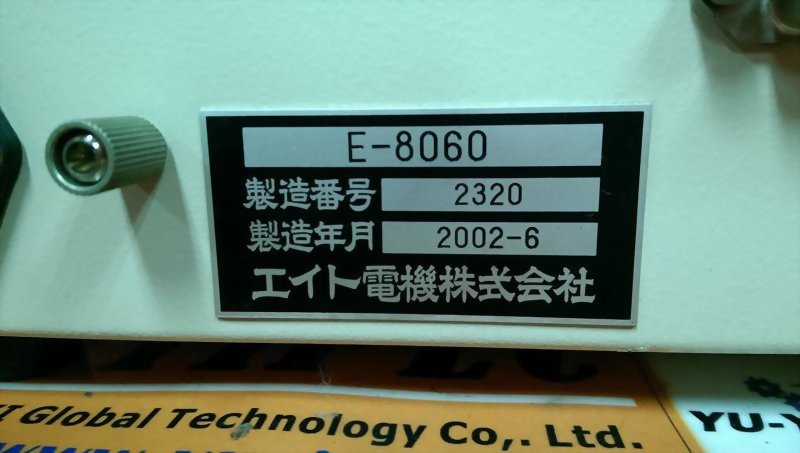 E-8060
製造番号 2320
製造年月 2002-6
エイト電機株式会社
Global Technology Co,. Ltd.
YU-Y